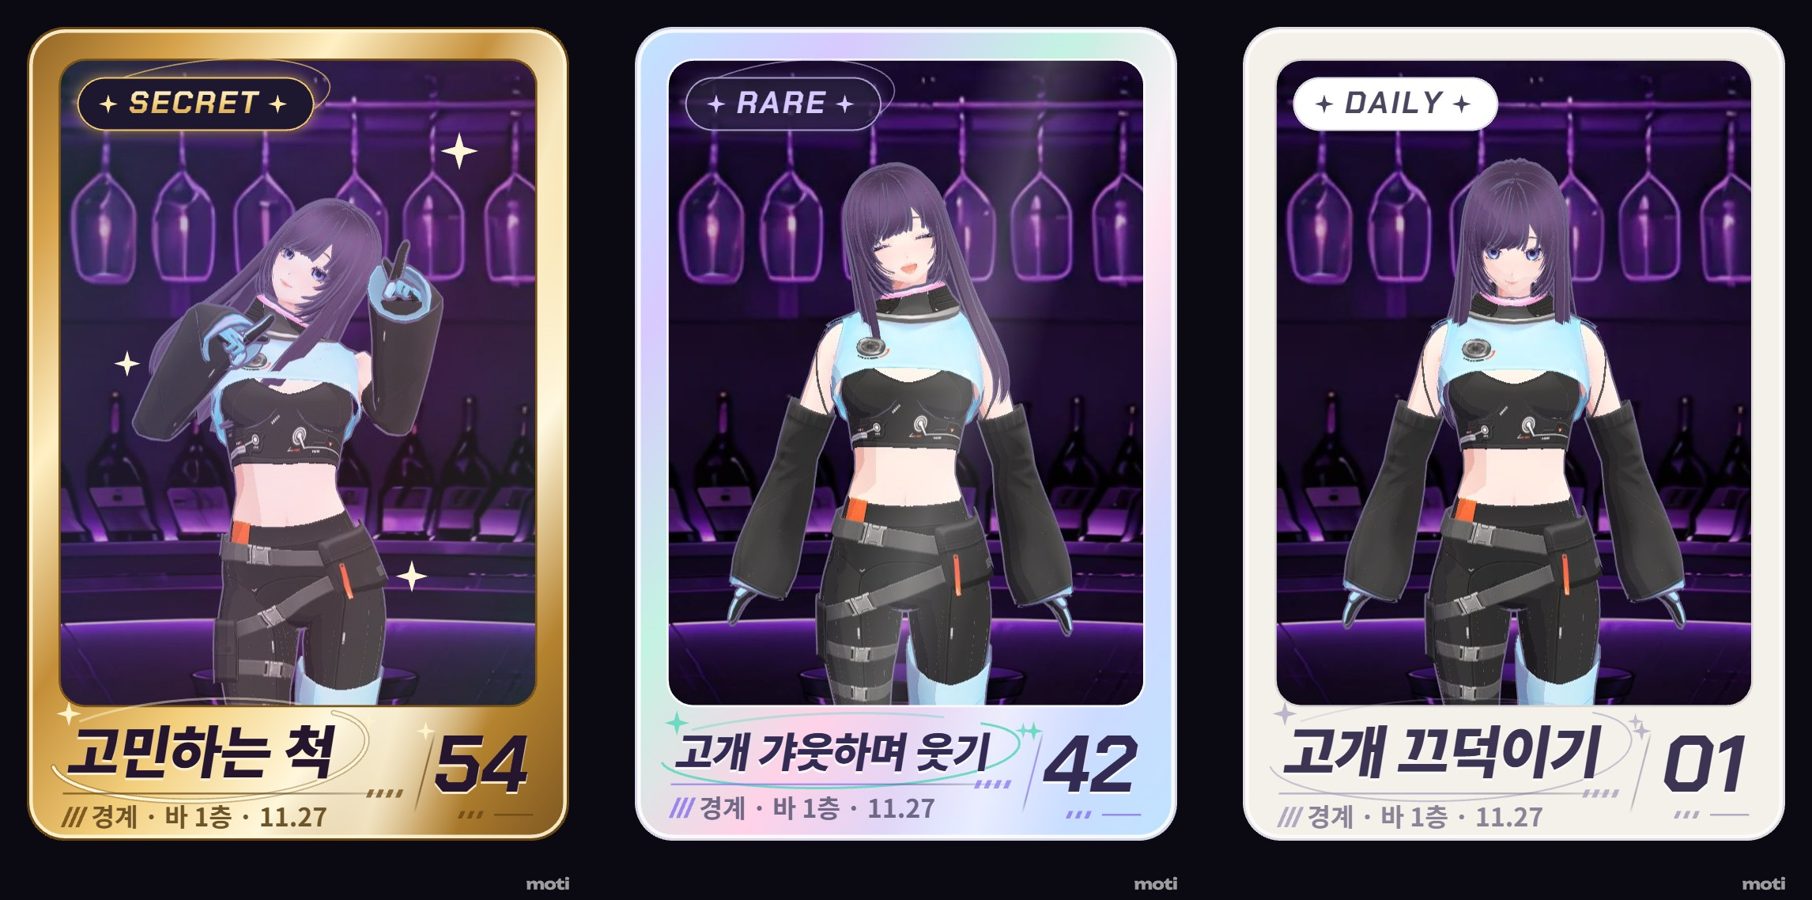 SECRET
고민하는 척
54
경계 · 바 1층 · 11.27
moti
RARE
고개 갸웃하며 웃기
42
경계 · 바 1층 · 11.27
moti
DAILY
고개 끄덕이기
01
경계 · 바 1층 · 11.27
moti